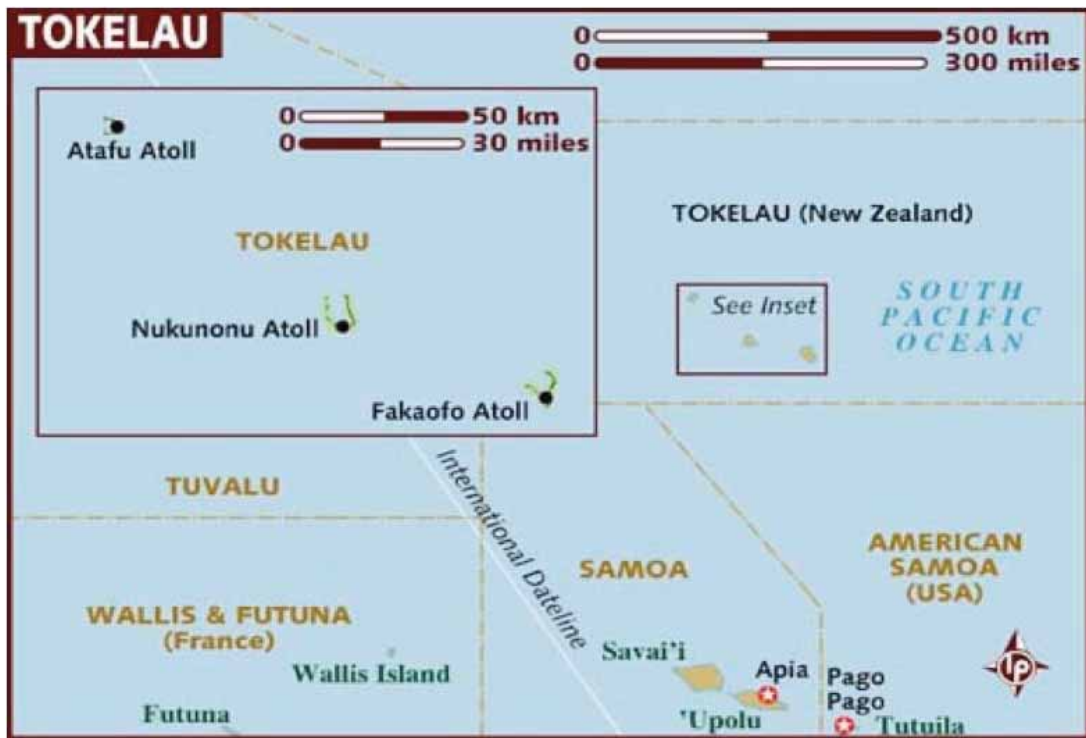 TOKELAU
0 500 km
0 300 miles
0 50 km
0 30 miles
Atafu Atoll
TOKELAU
Nukunonu Atoll
Fakaofo Atoll
TOKELAU (New Zealand)
See Inset
SOUTH
PACIFIC
OCEAN
TUVALU
International Dateline
WALLIS & FUTUNA
(France)
Wallis Island
Futuna
SAMOA
Savai'i
Apia
'Upolu
AMERICAN
SAMOA
(USA)
Pago
Pago
Tutuila
lp